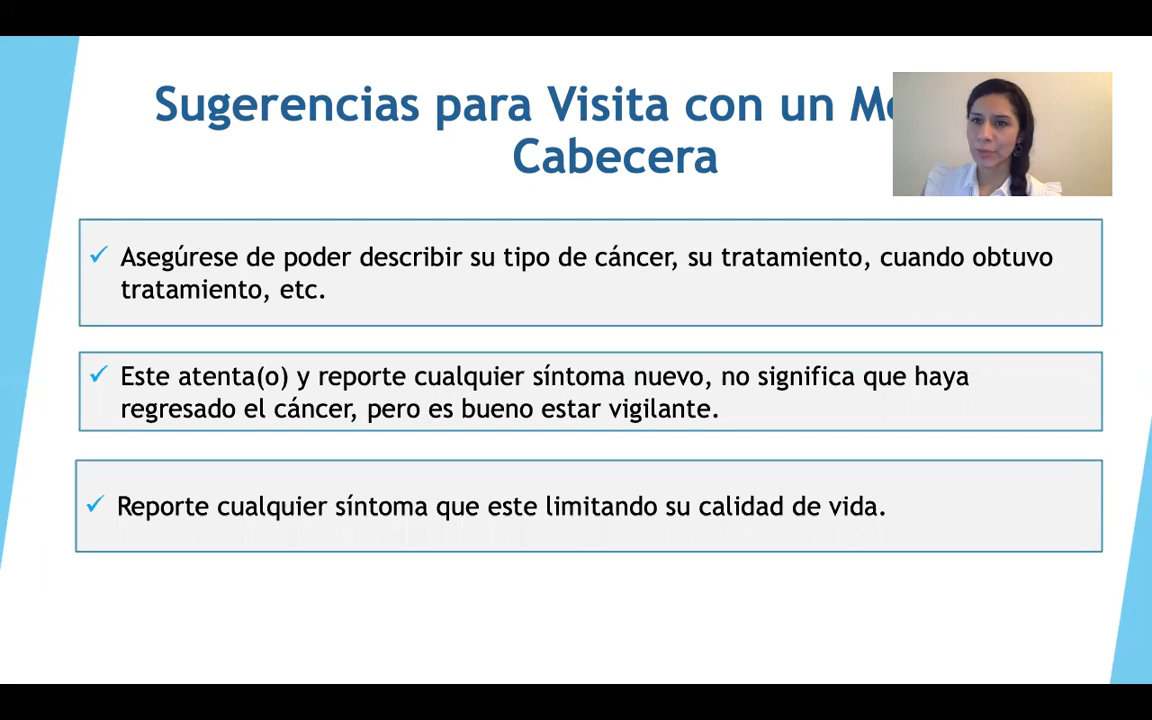 Sugerencias para Visita con un
Cabecera
✓ Asegúrese de poder describir su tipo de cáncer, su tratamiento, cuando obtuvo
tratamiento, etc.
✓ Este atenta(o) y reporte cualquier síntoma nuevo, no significa que haya
regresado el cáncer, pero es bueno estar vigilante.
✓ Reporte cualquier síntoma que este limitando su calidad de vida.